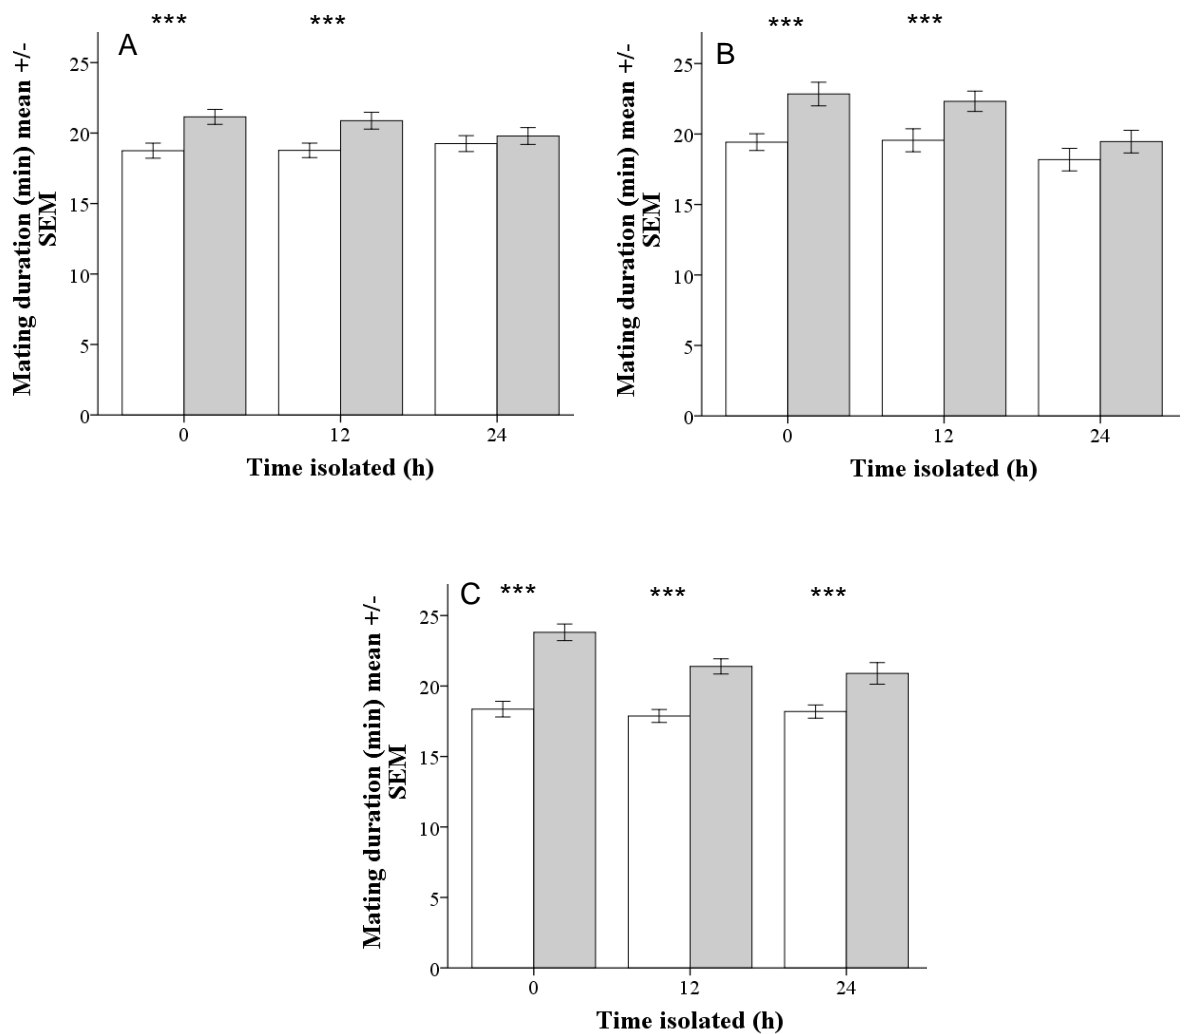 A
***
***
Mating duration (min) mean +/-
SEM
25
20
15
10
5
0
0
12
24
Time isolated (h)
B
***
***
Mating duration (min) mean +/-
SEM
25
20
15
10
5
0
0
12
24
Time isolated (h)
C
***
***
***
Mating duration (min) mean +/-
SEM
25
20
15
10
5
0
0
12
24
Time isolated (h)